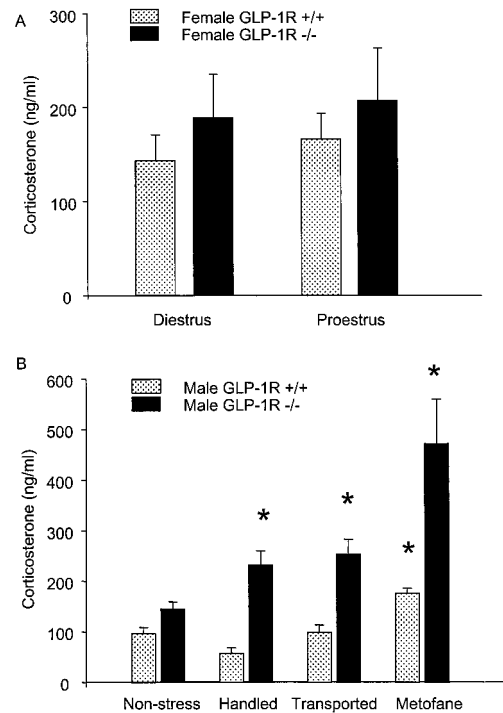 A
300
200
100
0
Corticosterone (ng/ml)
Female GLP-1R +/+
Female GLP-1R -/-
Diestrus Proestrus
B
600
500
400
300
200
100
0
Corticosterone (ng/ml)
Male GLP-1R +/+
Male GLP-1R -/-
* * * *
Non-stress Handled Transported Metofane